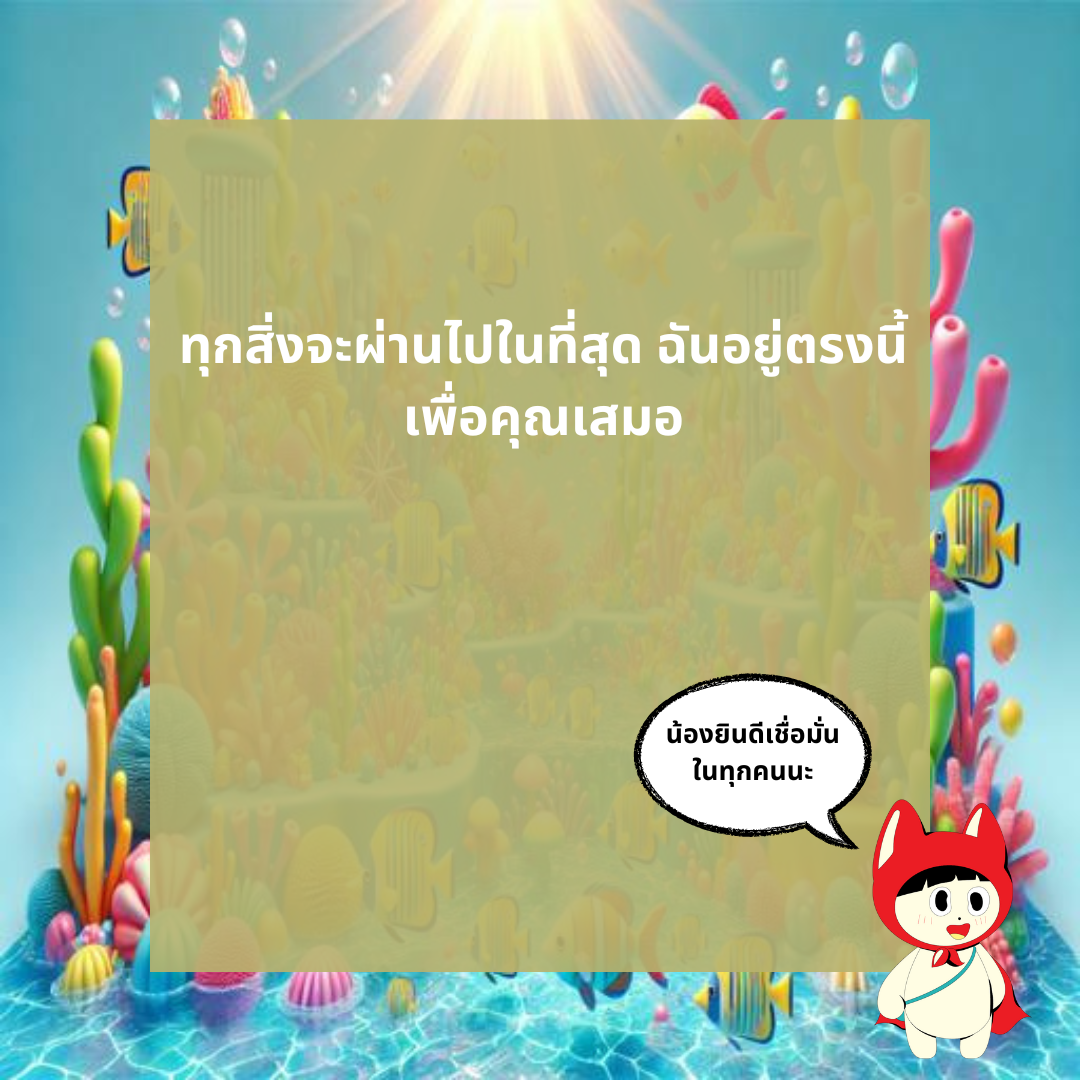 ทุกสิ่งจะผ่านไปในที่สุด ฉันอยู่ตรงนี้
เพื่อคุณเสมอ
น้องยินดีเชื่อมั่น
ในทุกคนนะ